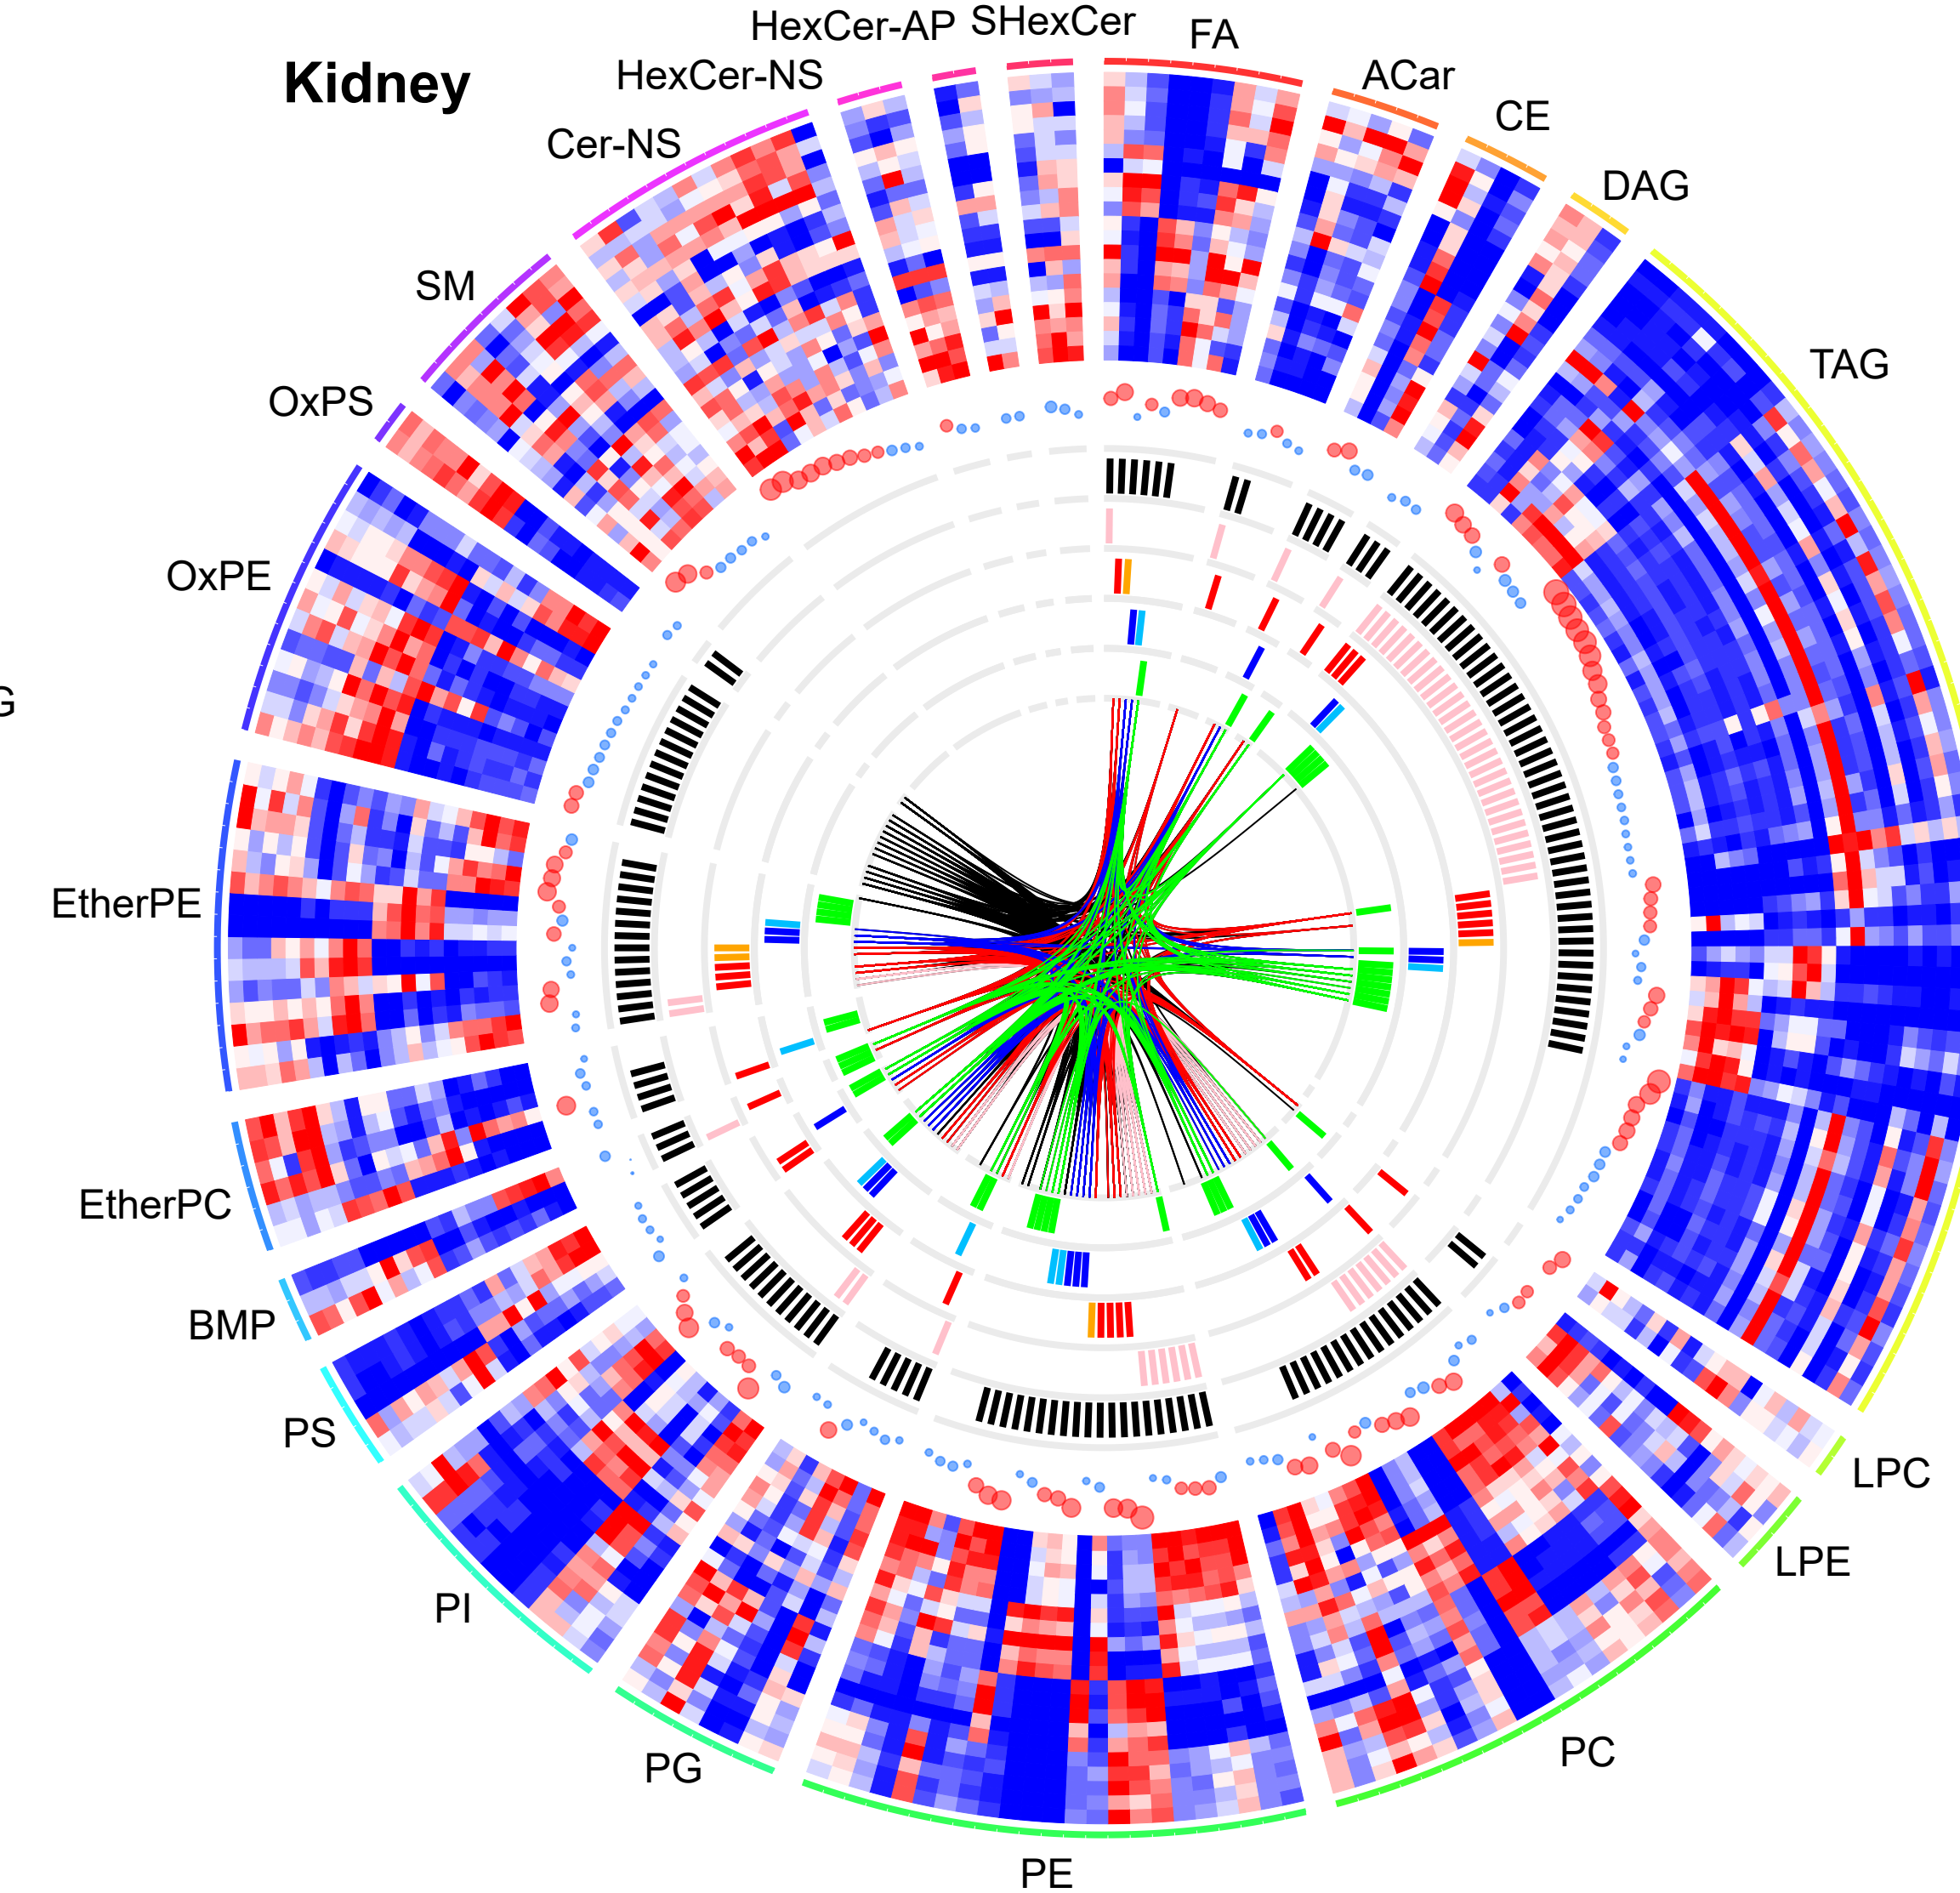 Kidney
HexCer-AP
SHexCer
FA
HexCer-NS
ACar
Cer-NS
CE
DAG
SM
TAG
OxPS
OxPE
G
EtherPE
EtherPC
BMP
PS
LPC
LPE
PI
PC
PG
PE